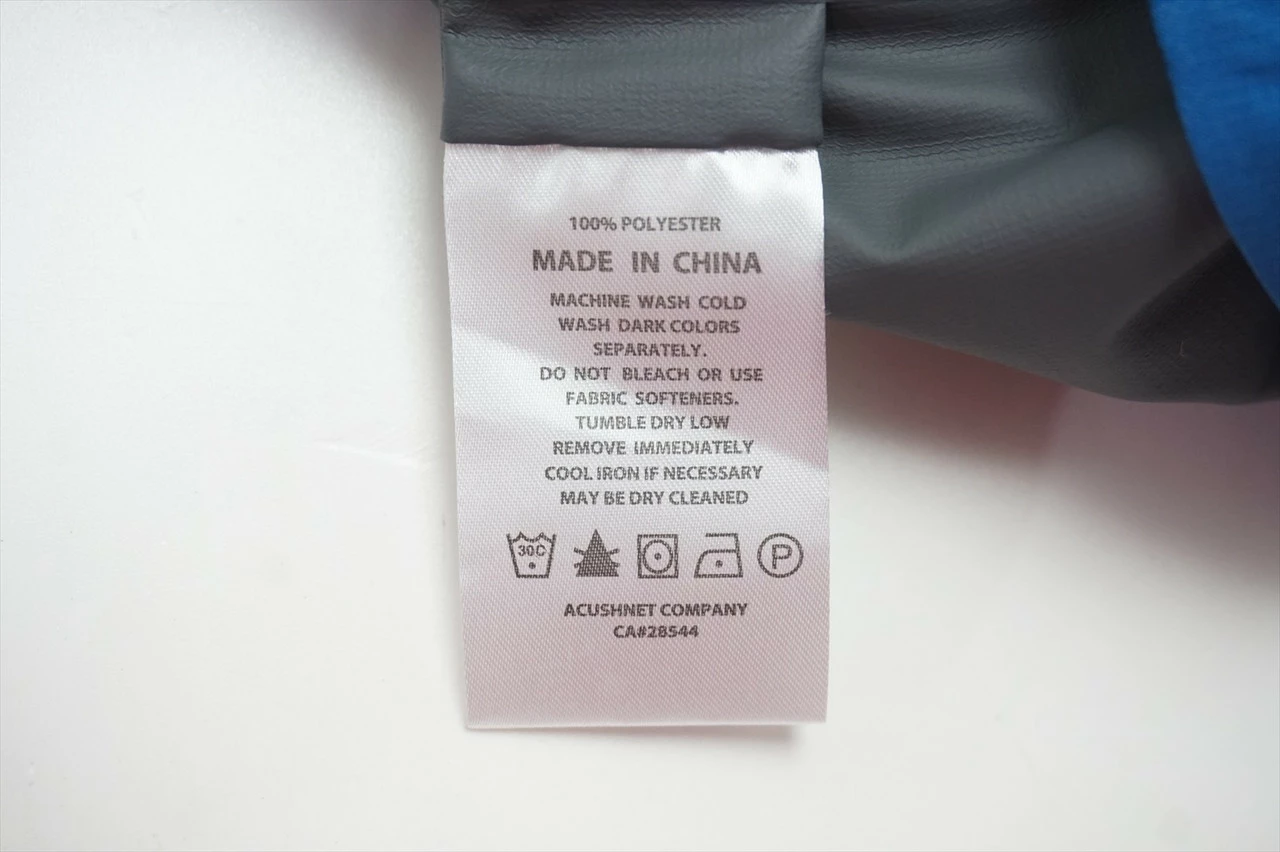 100% POLYESTER
MADE IN CHINA
MACHINE WASH COLD
WASH DARK COLORS
SEPARATELY.
DO NOT BLEACH OR USE
FABRIC SOFTENERS.
TUMBLE DRY LOW
REMOVE IMMEDIATELY
COOL IRON IF NECESSARY
MAY BE DRY CLEANED
30C P
ACUSHNET COMPANY
CA#28544